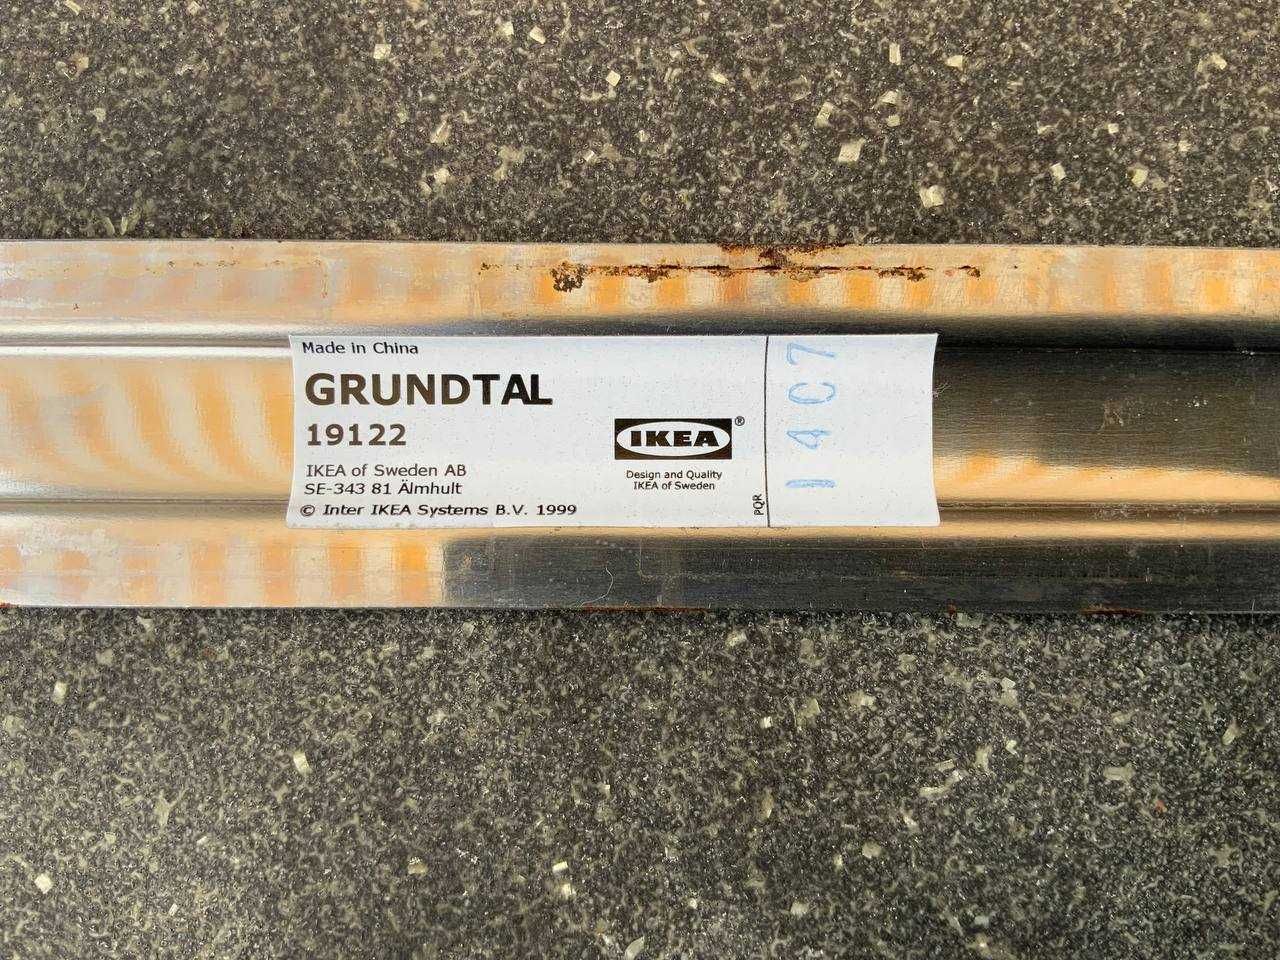 Made in China
GRUNDTAL
19122
IKEA of Sweden AB
SE-343 81 Älmhult
© Inter IKEA Systems B.V. 1999
IKEA®
Design and Quality
IKEA of Sweden
PQR
14C7